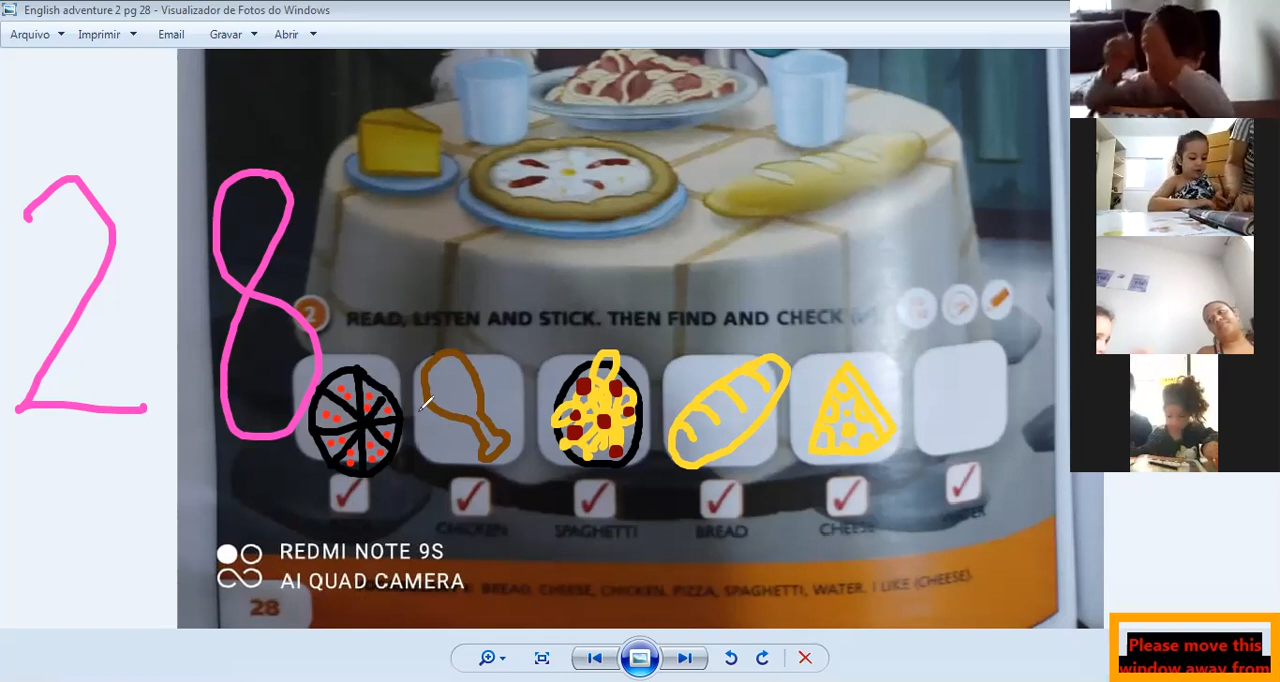 English adventure 2 pg 28 - Visualizador de Fotos do Windows
Arquivo Imprimir Email Gravar Abrir
28
2 READ, LISTEN AND STICK. THEN FIND AND CHECK
CHICKEN SPAGHETTI BREAD CHEESE WATER
REDMI NOTE 9S
AI QUAD CAMERA
BREAD, CHEESE, CHICKEN, PIZZA, SPAGHETTI, WATER. I LIKE (CHEESE).
28
Please move this
window away from